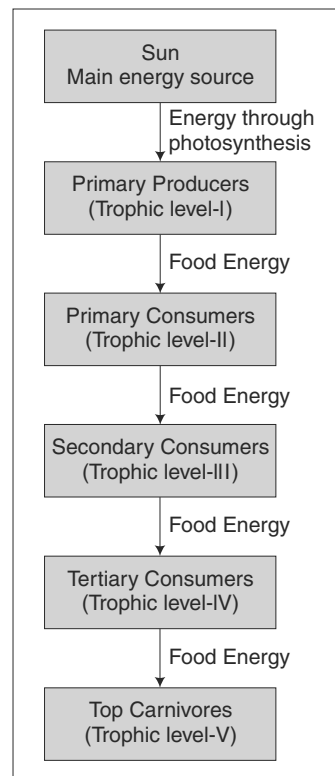 Sun
Main energy source
Energy through
photosynthesis
Primary Producers
(Trophic level-I)
Food Energy
Primary Consumers
(Trophic level-II)
Food Energy
Secondary Consumers
(Trophic level-III)
Food Energy
Tertiary Consumers
(Trophic level-IV)
Food Energy
Top Carnivores
(Trophic level-V)